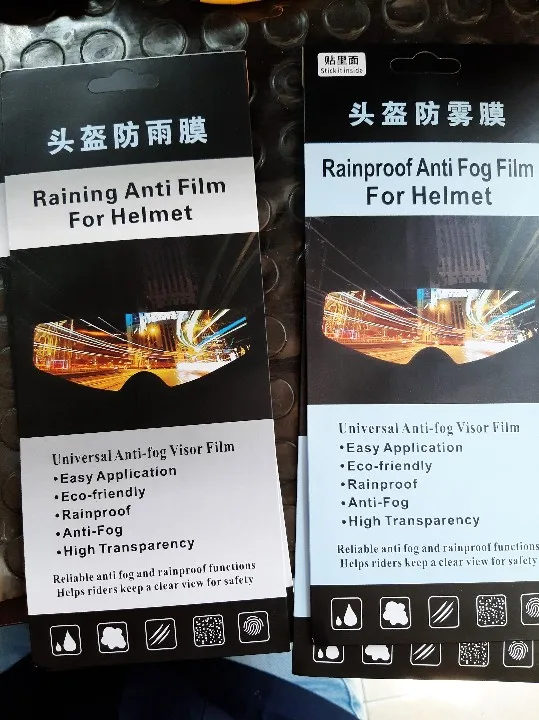 头盔防雨膜
Raining Anti Film
For Helmet
Universal Anti-fog Visor Film
•Easy Application
•Eco-friendly
•Rainproof
•Anti-Fog
•High Transparency
Reliable anti fog and rainproof functions
Helps riders keep a clear view for safety
贴里面
Stick it inside
头盔防雾膜
Rainproof Anti Fog Film
For Helmet
Universal Anti-fog Visor Film
•Easy Application
•Eco-friendly
•Rainproof
•Anti-Fog
•High Transparency
Reliable anti fog and rainproof functions
Helps riders keep a clear view for safety